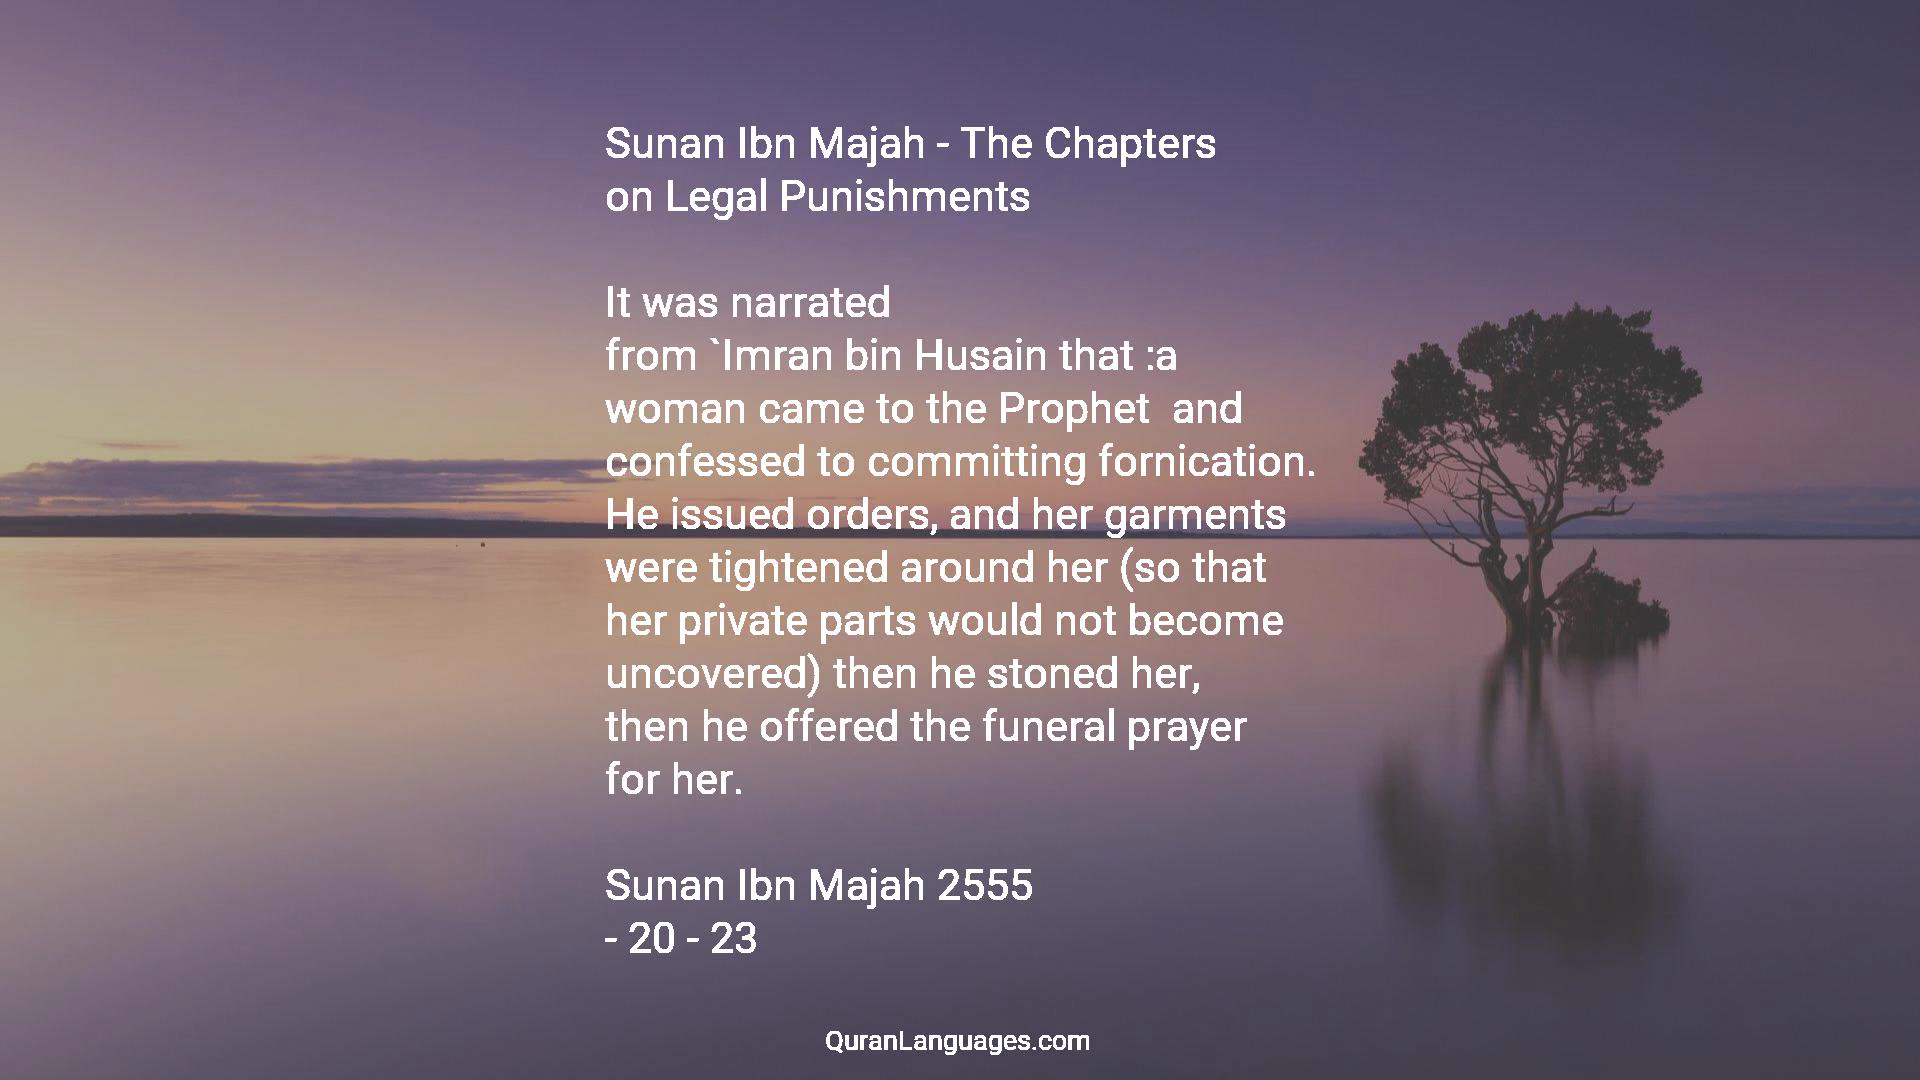 Sunan Ibn Majah - The Chapters
on Legal Punishments
It was narrated
from `Imran bin Husain that :a
woman came to the Prophet  and
confessed to committing fornication.
He issued orders, and her garments
were tightened around her (so that
her private parts would not become
uncovered) then he stoned her,
then he offered the funeral prayer
for her.
Sunan Ibn Majah 2555
- 20 - 23
QuranLanguages.com